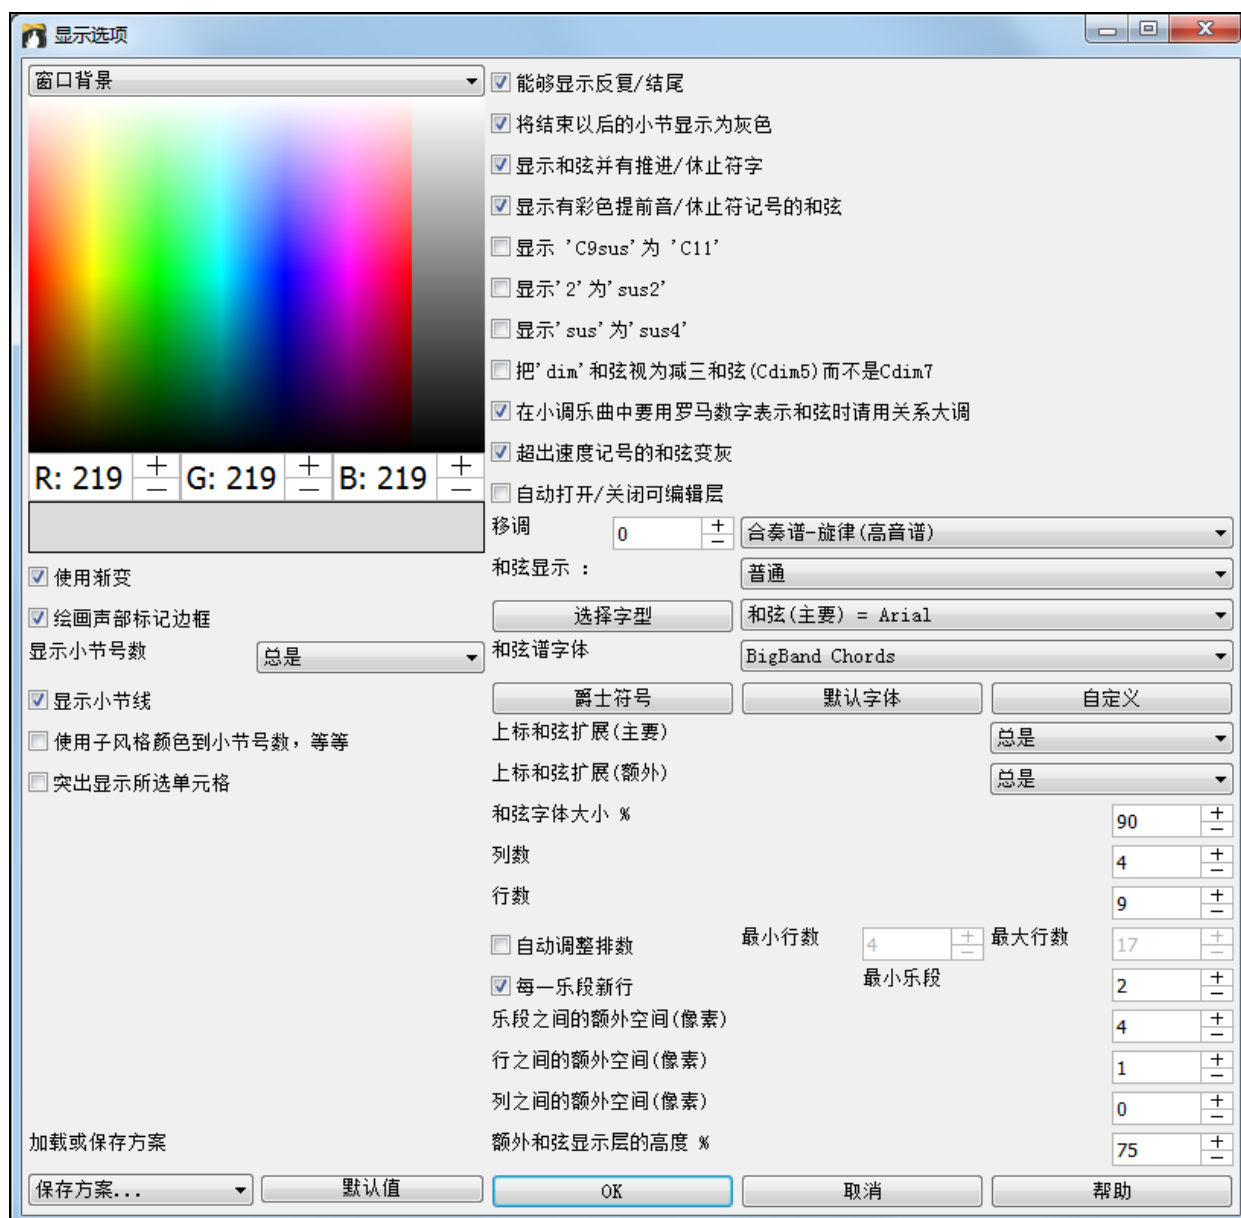 显示选项
窗口背景
R: 219 G: 219 B: 219
使用渐变
绘画声部标记边框
显示小节号数 总是
显示小节线
使用子风格颜色到小节号数，等等
突出显示所选单元格
加载或保存方案
保存方案... 默认值
能够显示反复/结尾
将结束以后的小节显示为灰色
显示和弦并有推进/休止符字
显示有彩色提前音/休止符记号的和弦
显示 'C9sus'为 'C11'
显示'2'为'sus2'
显示'sus'为'sus4'
把'dim'和弦视为减三和弦(Cdim5)而不是Cdim7
在小调乐曲中要用罗马数字表示和弦时请用关系大调
超出速度记号的和弦变灰
自动打开/关闭可编辑层
移调 0 合奏谱-旋律(高音谱)
和弦显示 : 普通
选择字型 和弦(主要) = Arial
和弦谱字体 BigBand Chords
爵士符号 默认字体 自定义
上标和弦扩展(主要) 总是
上标和弦扩展(额外) 总是
和弦字体大小 % 90
列数 4
行数 9
自动调整排数 最小行数 4 最大行数 17
每一乐段新行 最小乐段 2
乐段之间的额外空间(像素) 4
行之间的额外空间(像素) 1
列之间的额外空间(像素) 0
额外和弦显示层的高度 % 75
OK 取消 帮助